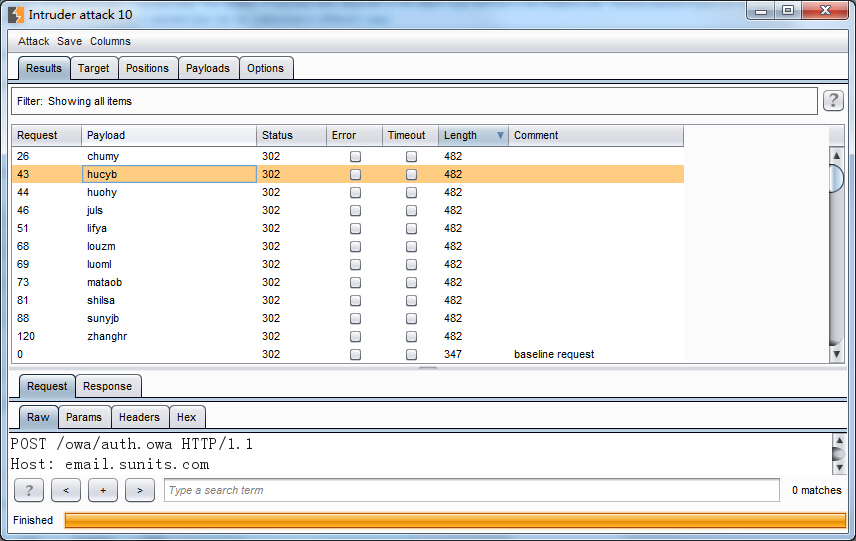 Intruder attack 10
Attack Save Columns
Results Target Positions Payloads Options
Filter: Showing all items ?
Request Payload Status Error Timeout Length Comment
26 chumy 302 482
43 hucyb 302 482
44 huohy 302 482
46 juls 302 482
51 lifya 302 482
68 louzm 302 482
69 luoml 302 482
73 mataob 302 482
81 shilsa 302 482
88 sunyjb 302 482
120 zhanghr 302 482
0 302 347 baseline request
Request Response
Raw Params Headers Hex
POST /owa/auth.owa HTTP/1.1
Host: email.sunits.com
? < + > Type a search term 0 matches
Finished